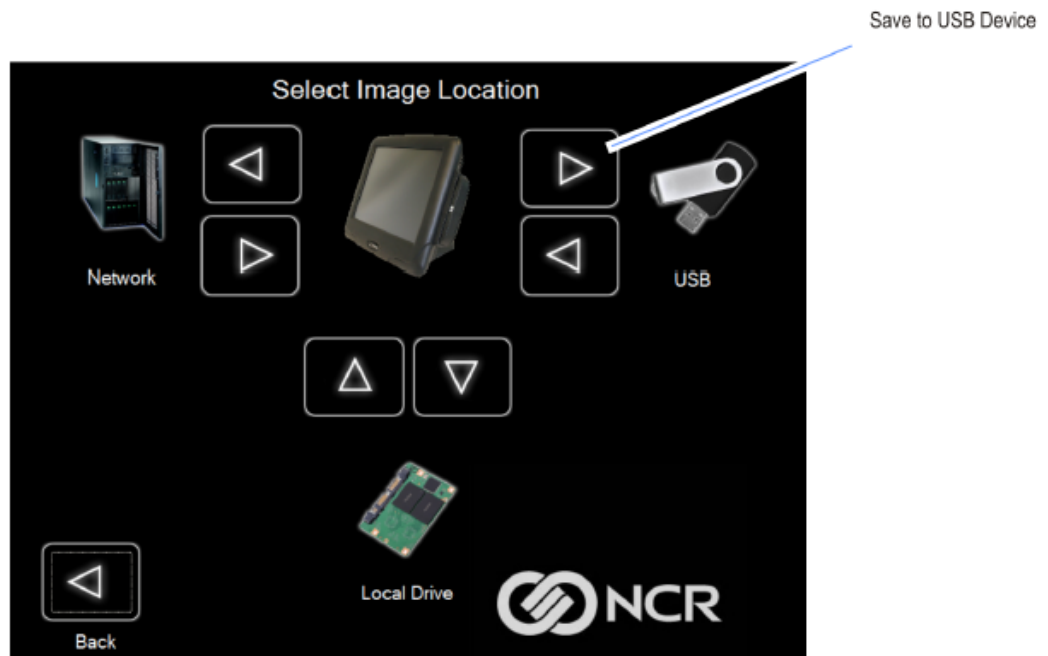 Save to USB Device
Select Image Location
Network
USB
Local Drive
NCR
Back